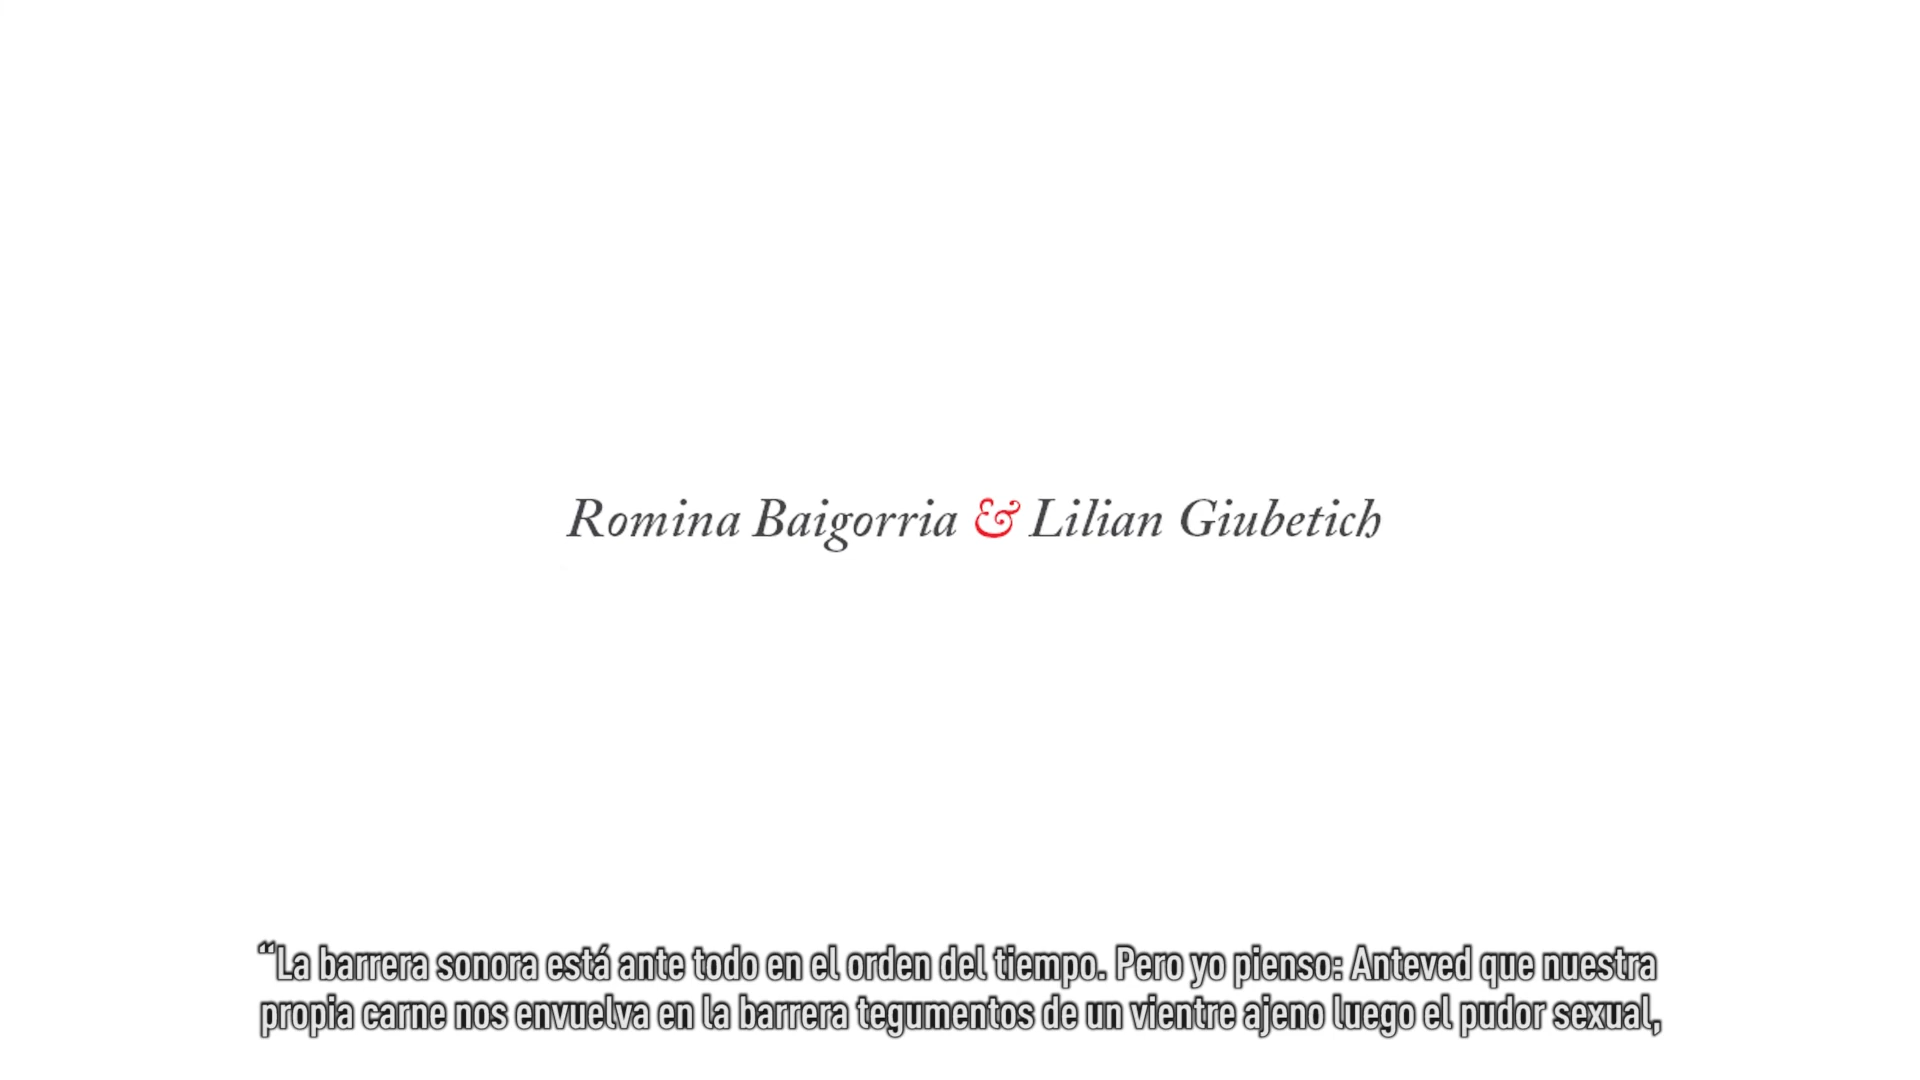 Romina Baigorria & Lilian Giubetich
“La barrera sonora está ante todo en el orden del tiempo. Pero yo pienso: Anteved que nuestra
propia carne nos envuelva en la barrera tegumentos de un vientre ajeno luego el pudor sexual,